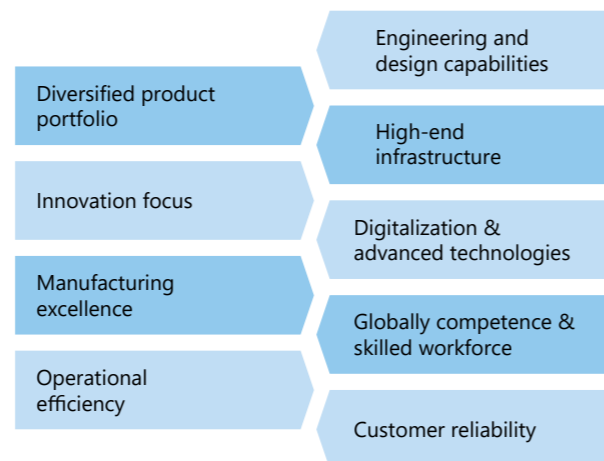 Diversified product
portfolio
Innovation focus
Manufacturing
excellence
Operational
efficiency
Engineering and
design capabilities
High-end
infrastructure
Digitalization &
advanced technologies
Globally competence &
skilled workforce
Customer reliability